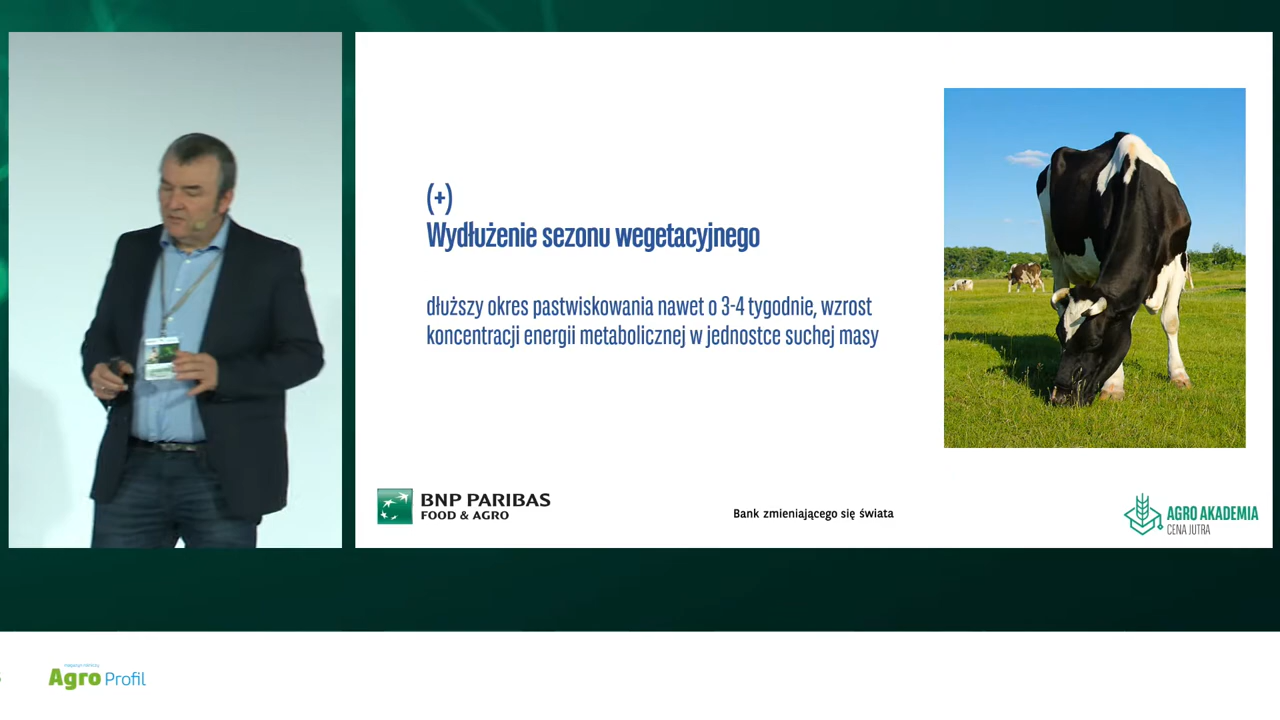 (+)
Wydłużenie sezonu wegetacyjnego
dłuższy okres pastwiskowania nawet o 3-4 tygodnie, wzrost
koncentracji energii metabolicznej w jednostce suchej masy
BNP PARIBAS
FOOD & AGRO
Bank zmieniającego się świata
AGRO AKADEMIA
CENA JUTRA
Agro Profil